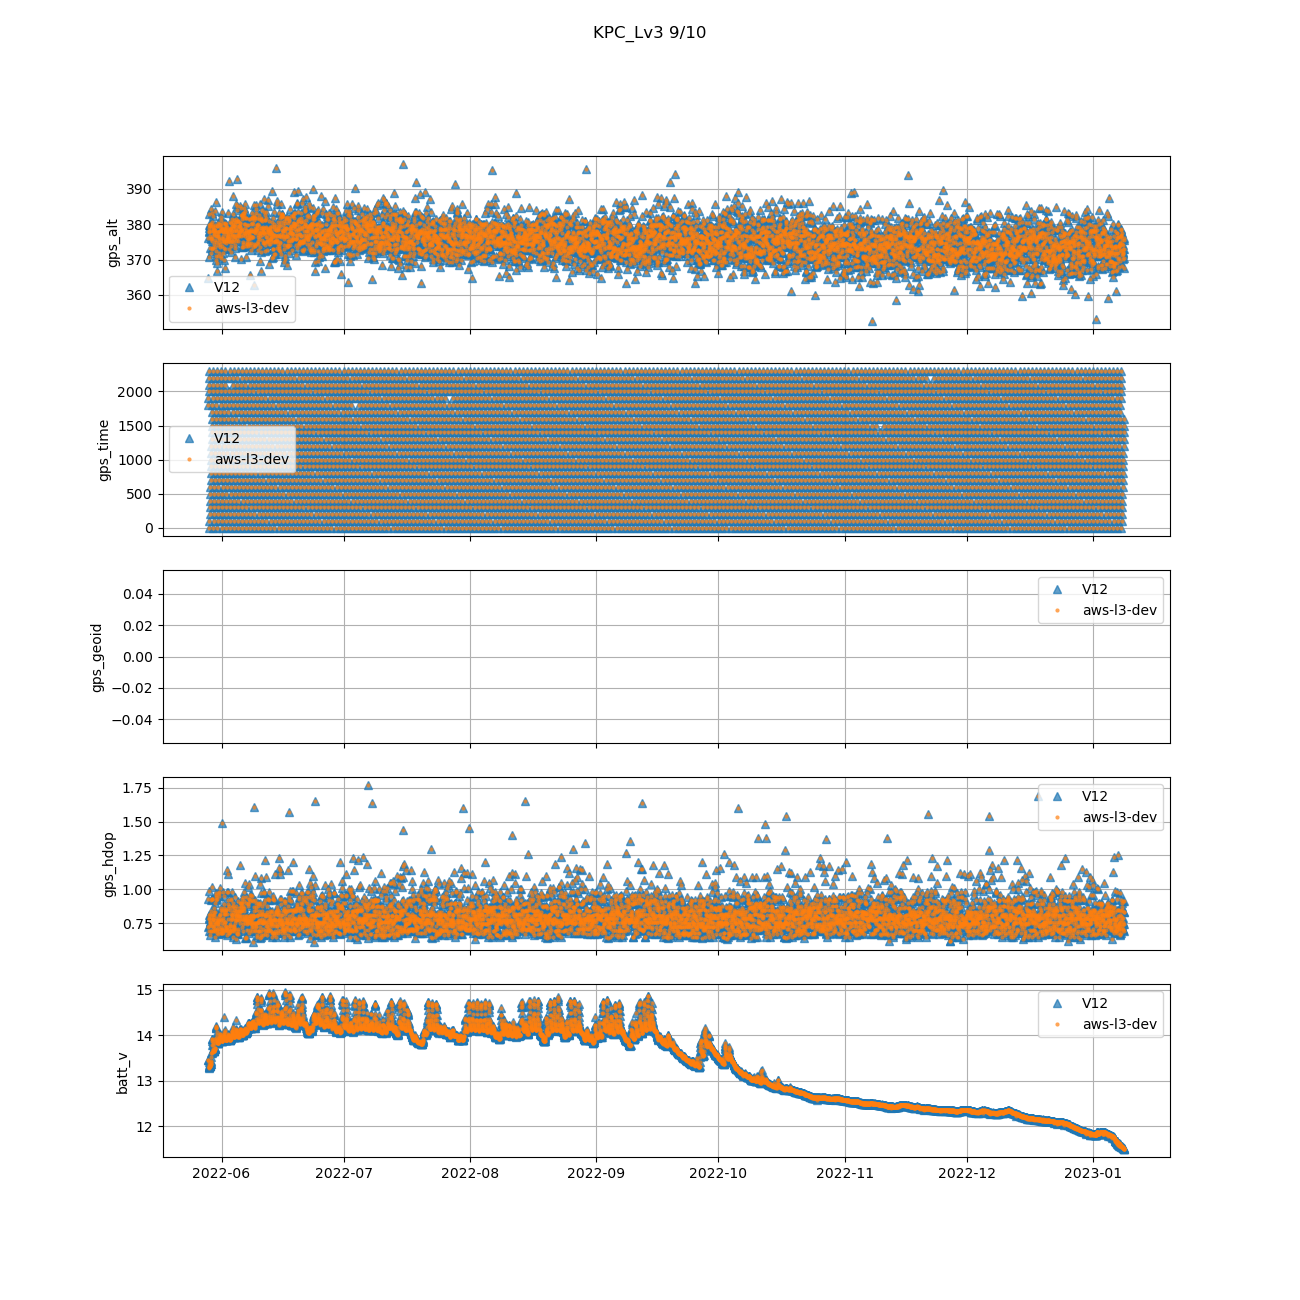 KPC_Lv3 9/10
390
380
370
360
gps_alt
V12
aws-l3-dev
2000
1500
1000
500
0
gps_time
V12
aws-l3-dev
0.04
0.02
0.00
−0.02
−0.04
gps_geoid
V12
aws-l3-dev
1.75
1.50
1.25
1.00
0.75
gps_hdop
V12
aws-l3-dev
15
14
13
12
batt_v
V12
aws-l3-dev
2022-06 2022-07 2022-08 2022-09 2022-10 2022-11 2022-12 2023-01